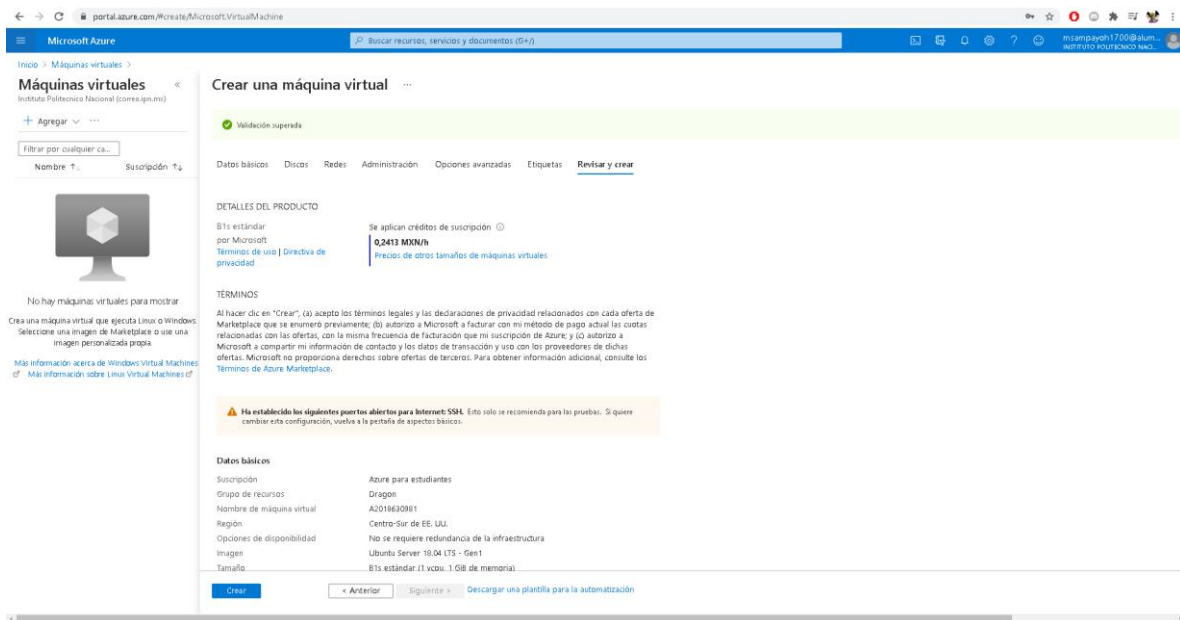 portal.azure.com/#create/Microsoft.VirtualMachine
Microsoft Azure
Buscar recursos, servicios y documentos (G+/)
msampayoh1700@alum...
INSTITUTO POLITECNICO NACI...
Inicio > Máquinas virtuales >
Máquinas virtuales «
Instituto Politecnico Nacional (correo.ipn.mx)
+ Agregar ···
Filtrar por cualquier ca...
Nombre ↑↓ Suscripción ↑↓
No hay máquinas virtuales para mostrar
Crea una máquina virtual que ejecuta Linux o Windows.
Seleccione una imagen de Marketplace o use una
imagen personalizada propia.
Más información acerca de Windows Virtual Machines
Más información sobre Linux Virtual Machines
Crear una máquina virtual ···
Validación superada
Datos básicos Discos Redes Administración Opciones avanzadas Etiquetas Revisar y crear
DETALLES DEL PRODUCTO
B1s estándar
por Microsoft
Términos de uso | Directiva de
privacidad
Se aplican créditos de suscripción
0,2413 MXN/h
Precios de otros tamaños de máquinas virtuales
TÉRMINOS
Al hacer clic en "Crear", (a) acepto los términos legales y las declaraciones de privacidad relacionados con cada oferta de
Marketplace que se enumeró previamente; (b) autorizo a Microsoft a facturar con mi método de pago actual las cuotas
relacionadas con las ofertas, con la misma frecuencia de facturación que mi suscripción de Azure; y (c) autorizo a
Microsoft a compartir mi información de contacto y los datos de transacción y uso con los proveedores de dichas
ofertas. Microsoft no proporciona derechos sobre ofertas de terceros. Para obtener información adicional, consulte los
Términos de Azure Marketplace.
Ha establecido los siguientes puertos abiertos para Internet: SSH. Esto solo se recomienda para las pruebas. Si quiere
cambiar esta configuración, vuelva a la pestaña de aspectos básicos.
Datos básicos
Suscripción Azure para estudiantes
Grupo de recursos Dragon
Nombre de máquina virtual A2018630981
Región Centro-Sur de EE. UU.
Opciones de disponibilidad No se requiere redundancia de la infraestructura
Imagen Ubuntu Server 18.04 LTS - Gen1
Tamaño B1s estándar (1 vcpu, 1 GiB de memoria)
Crear < Anterior Siguiente > Descargar una plantilla para la automatización